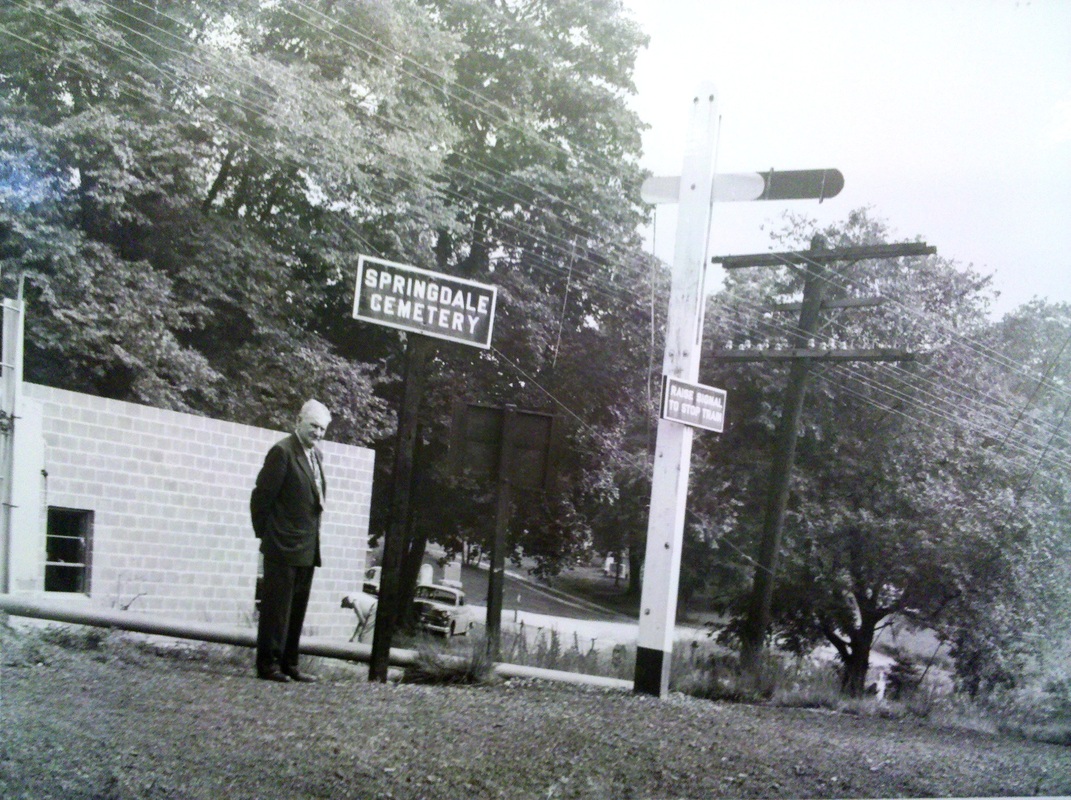 SPRINGDALE
CEMETERY
RAISE SIGNAL
TO STOP TRAIN